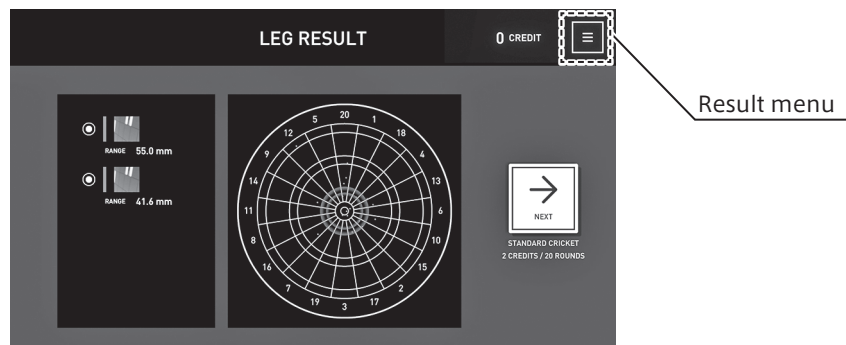 LEG RESULT
0 CREDIT
Result menu
RANGE 55.0 mm
RANGE 41.6 mm
20
1
18
4
13
6
10
15
2
17
3
19
7
16
8
11
14
9
12
5
NEXT
STANDARD CRICKET
2 CREDITS / 20 ROUNDS